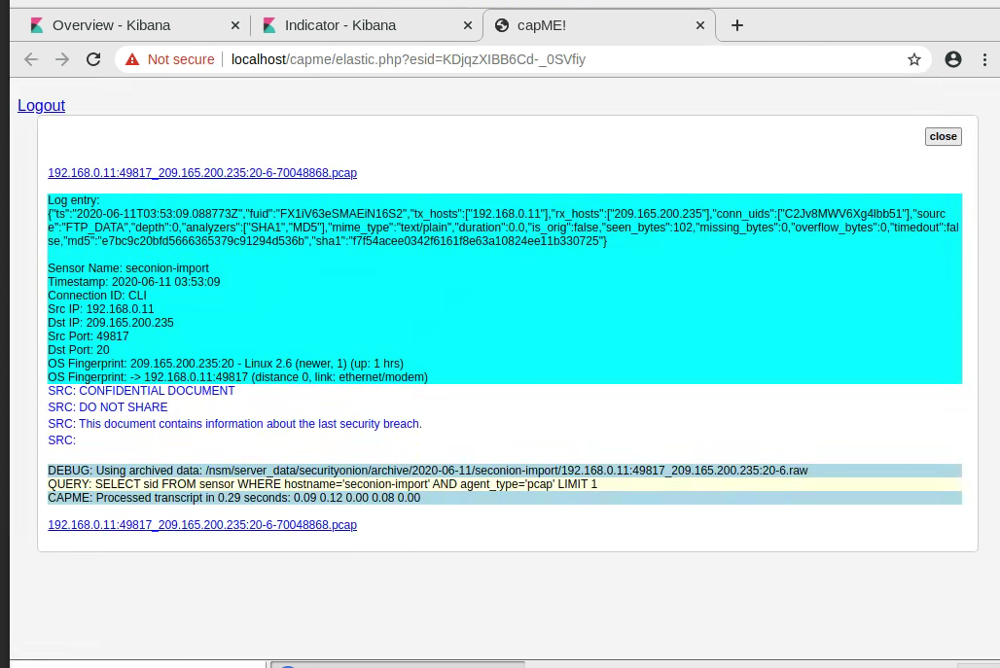 Overview - Kibana
Indicator - Kibana
capME!
Not secure
localhost/capme/elastic.php?esid=KDjqzXIBB6Cd-_0SVfiy
Logout
close
192.168.0.11:49817_209.165.200.235:20-6-70048868.pcap
Log entry:
{"ts":"2020-06-11T03:53:09.088773Z","fuid":"FX1iV63eSMAEiN16S2","tx_hosts":["192.168.0.11"],"rx_hosts":["209.165.200.235"],"conn_uids":["C2Jv8MWV6Xg4lbb51"],"sourc
e":"FTP_DATA","depth":0,"analyzers":["SHA1","MD5"],"mime_type":"text/plain","duration":0.0,"is_orig":false,"seen_bytes":102,"missing_bytes":0,"overflow_bytes":0,"timedout":fal
se,"md5":"e7bc9c20bfd5666365379c91294d536b","sha1":"f7f54acee0342f6161f8e63a10824ee11b330725"}
Sensor Name: seconion-import
Timestamp: 2020-06-11 03:53:09
Connection ID: CLI
Src IP: 192.168.0.11
Dst IP: 209.165.200.235
Src Port: 49817
Dst Port: 20
OS Fingerprint: 209.165.200.235:20 - Linux 2.6 (newer, 1) (up: 1 hrs)
OS Fingerprint: -> 192.168.0.11:49817 (distance 0, link: ethernet/modem)
SRC: CONFIDENTIAL DOCUMENT
SRC: DO NOT SHARE
SRC: This document contains information about the last security breach.
SRC:
DEBUG: Using archived data: /nsm/server_data/securityonion/archive/2020-06-11/seconion-import/192.168.0.11:49817_209.165.200.235:20-6.raw
QUERY: SELECT sid FROM sensor WHERE hostname='seconion-import' AND agent_type='pcap' LIMIT 1
CAPME: Processed transcript in 0.29 seconds: 0.09 0.12 0.00 0.08 0.00
192.168.0.11:49817_209.165.200.235:20-6-70048868.pcap